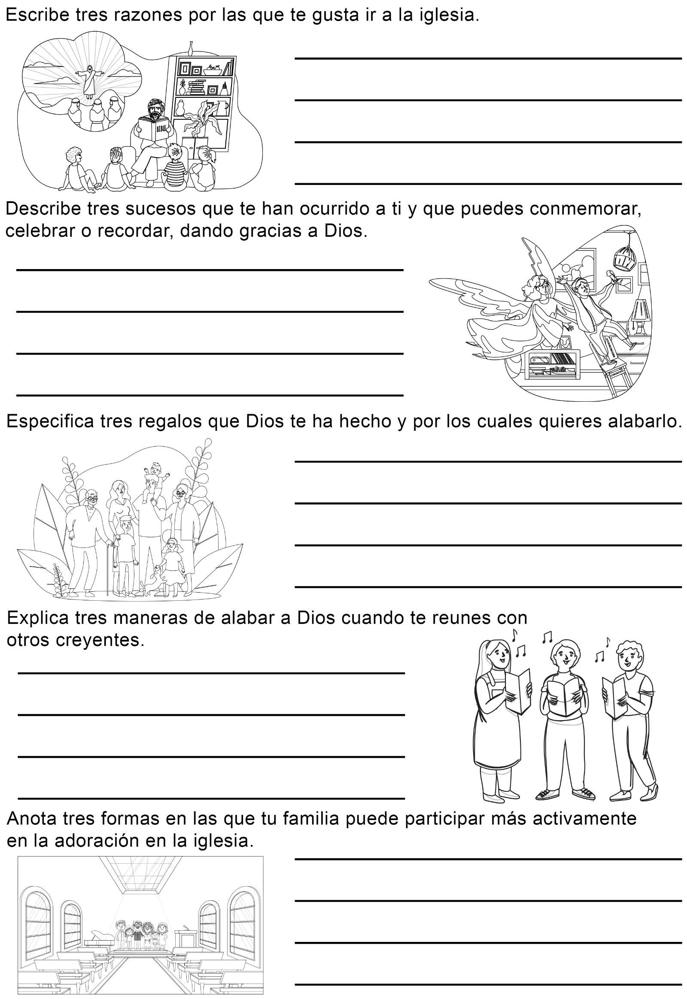 Escribe tres razones por las que te gusta ir a la iglesia.
BIBLE
Describe tres sucesos que te han ocurrido a ti y que puedes conmemorar,
celebrar o recordar, dando gracias a Dios.
Especifica tres regalos que Dios te ha hecho y por los cuales quieres alabarlo.
Explica tres maneras de alabar a Dios cuando te reunes con
otros creyentes.
Anota tres formas en las que tu familia puede participar más activamente
en la adoración en la iglesia.